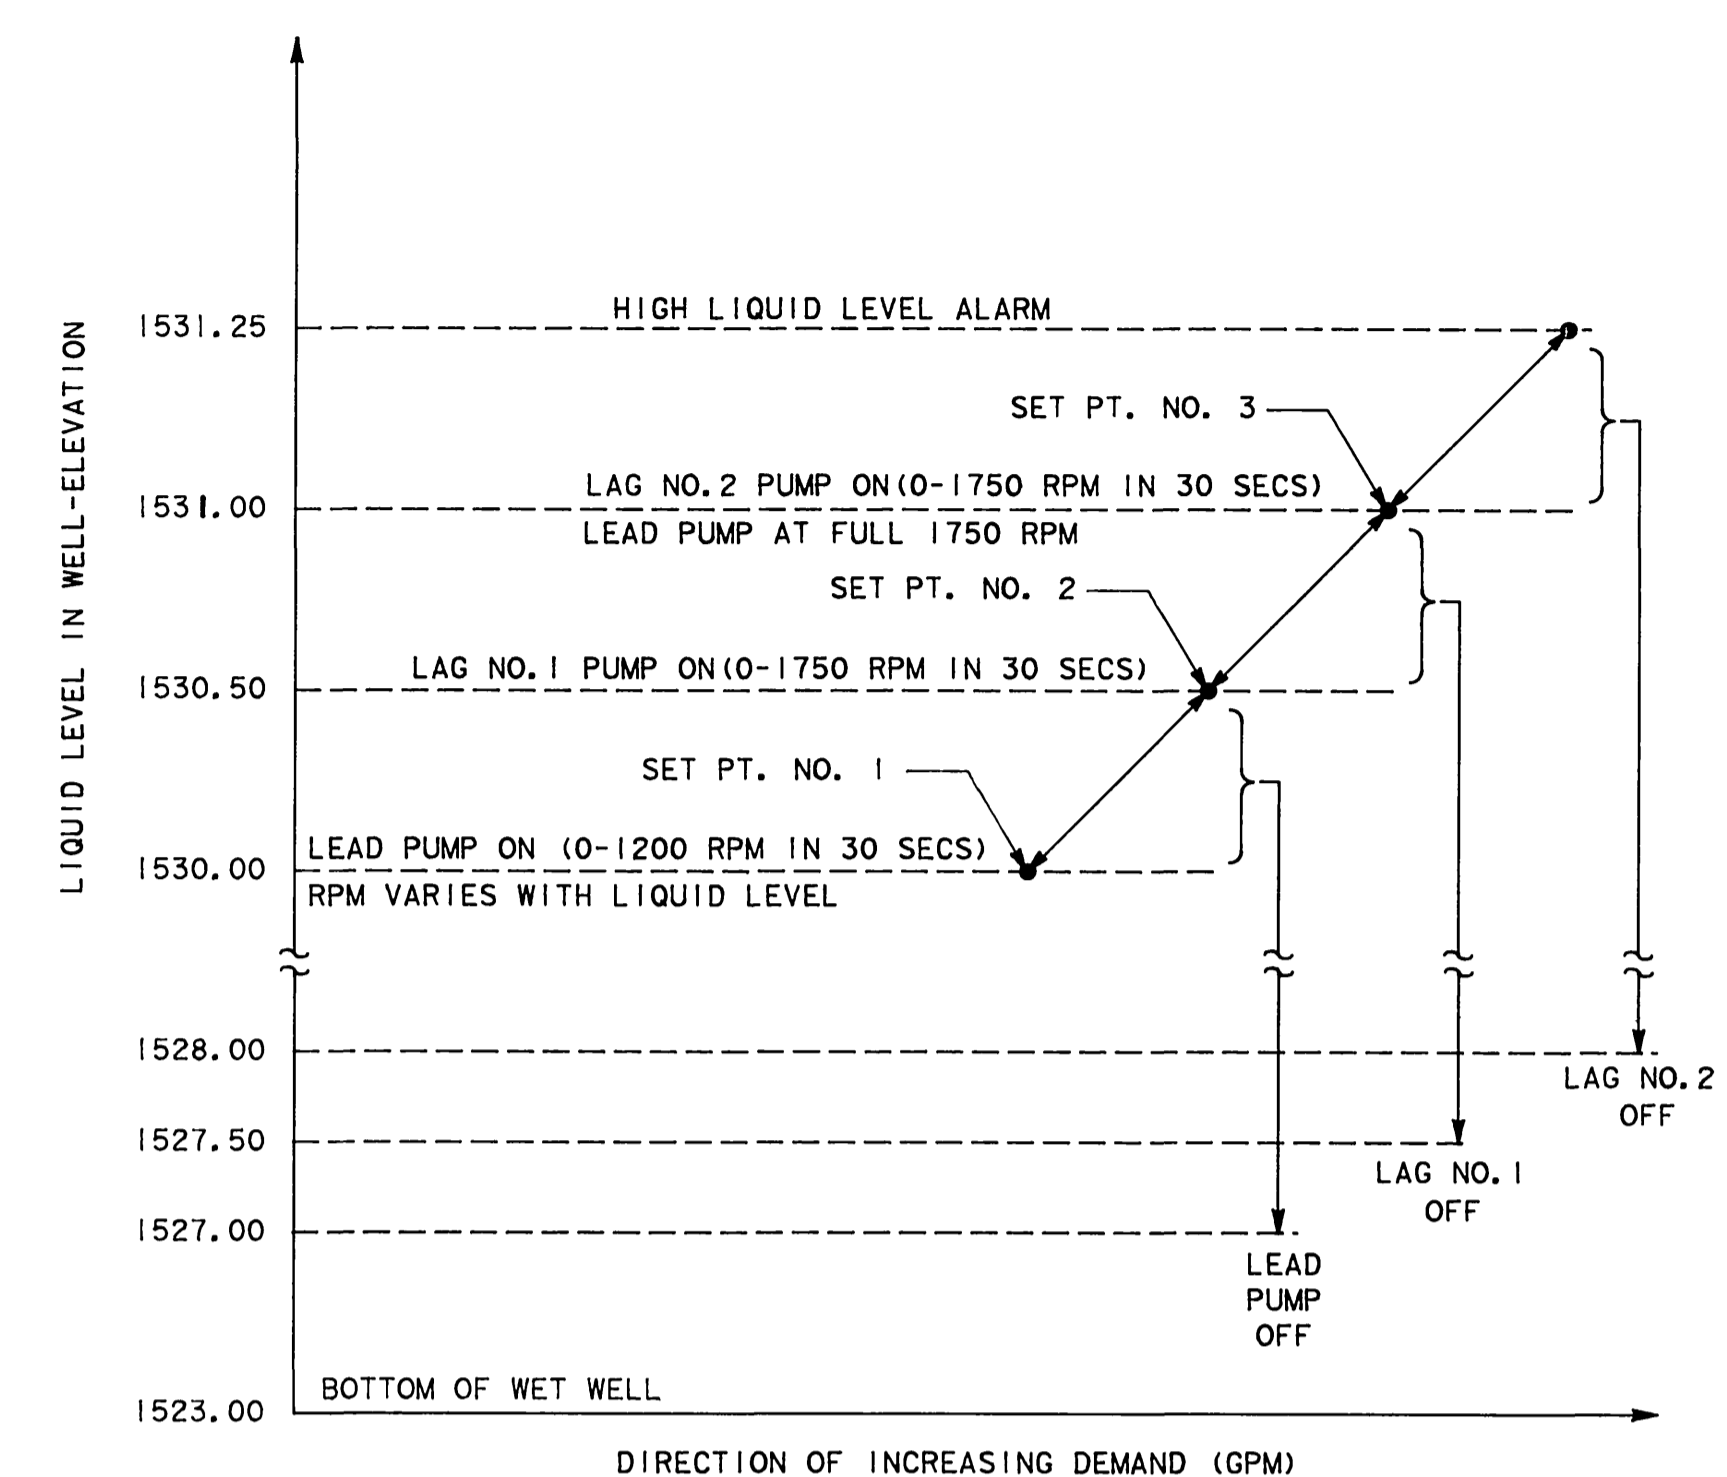 LIQUID LEVEL IN WELL-ELEVATION
HIGH LIQUID LEVEL ALARM
1531.25
SET PT. NO. 3
LAG NO.2 PUMP ON(0-1750 RPM IN 30 SECS)
1531.00
LEAD PUMP AT FULL 1750 RPM
SET PT. NO. 2
LAG NO.1 PUMP ON(0-1750 RPM IN 30 SECS)
1530.50
SET PT. NO. 1
LEAD PUMP ON (0-1200 RPM IN 30 SECS)
1530.00
RPM VARIES WITH LIQUID LEVEL
1528.00
LAG NO.2
OFF
1527.50
LAG NO.1
OFF
1527.00
LEAD
PUMP
OFF
BOTTOM OF WET WELL
1523.00
DIRECTION OF INCREASING DEMAND (GPM)